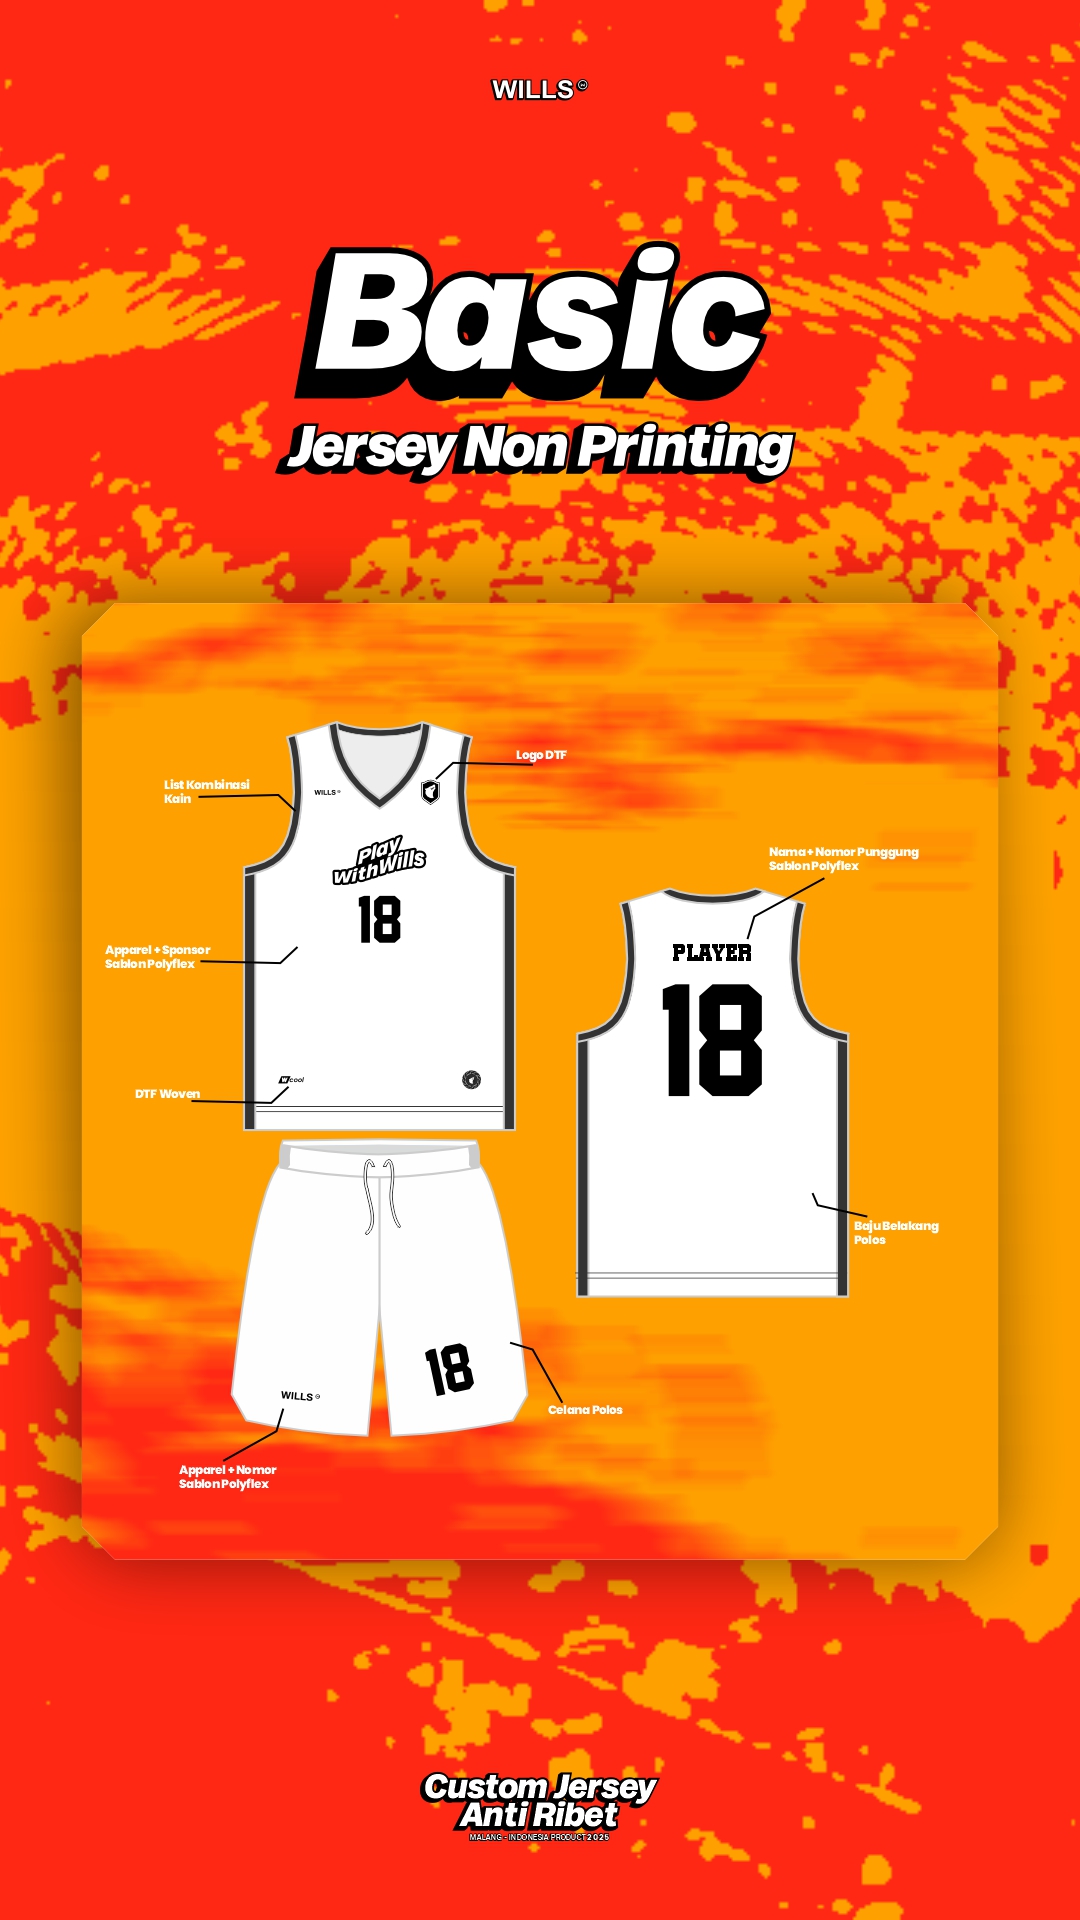 WILLS
Basic
Jersey Non Printing
Logo DTF
List Kombinasi
Kain
WILLS
Play
withWills
18
Nama + Nomor Punggung
Sablon Polyflex
PLAYER
18
Apparel + Sponsor
Sablon Polyflex
W cool
DTF Woven
Baju Belakang
Polos
18
WILLS
Celana Polos
Apparel + Nomor
Sablon Polyflex
Custom Jersey
Anti Ribet
MALANG - INDONESIA PRODUCT 2025